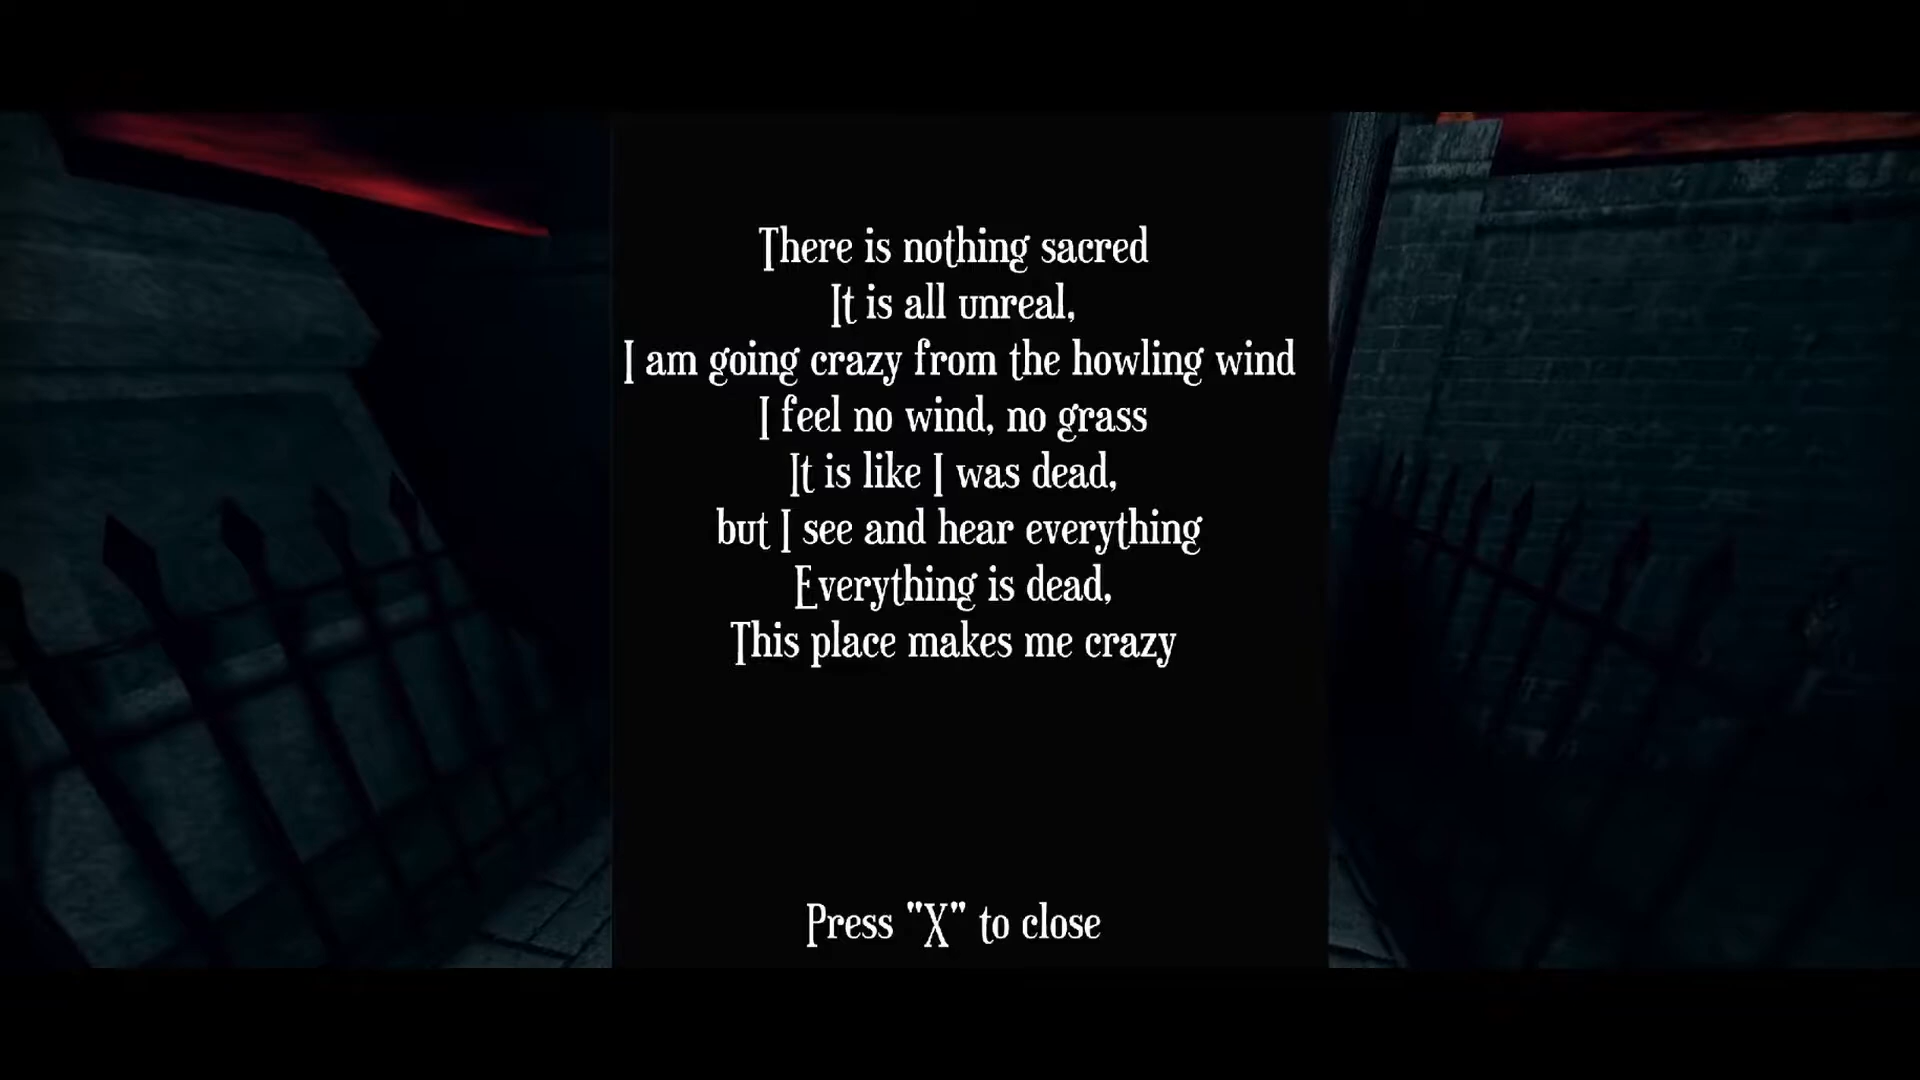 There is nothing sacred
It is all unreal,
I am going crazy from the howling wind
I feel no wind, no grass
It is like I was dead,
but I see and hear everything
Everything is dead,
This place makes me crazy
Press "X" to close